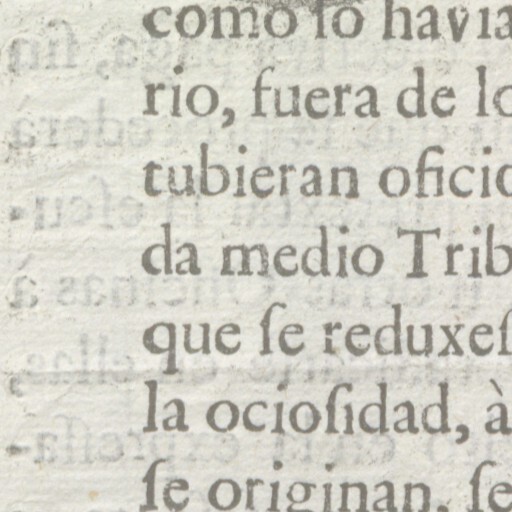 como lo havia
rio, fuera de lo
tubieran oficio
da medio Trib
que ſe reduxeſ
la ocioſidad, à
ſe originan, ſe